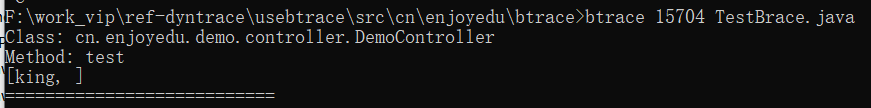 F:\work_vip\ref-dyntrace\usebtrace\src\cn\enjoyedu\btrace>btrace 15704 TestBrace.java
Class: cn.enjoyedu.demo.controller.DemoController
Method: test
[king, ]
===========================